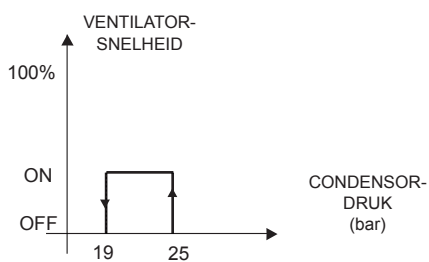 VENTILATOR-
SNELHEID
100%
ON
OFF
19
25
CONDENSOR-
DRUK
(bar)